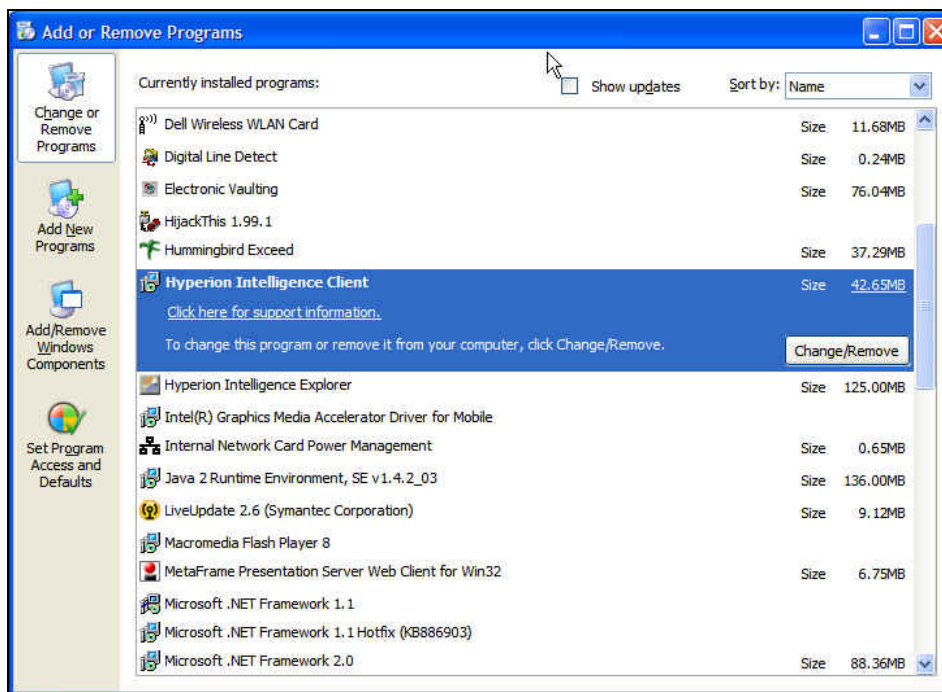 Add or Remove Programs
Change or
Remove
Programs
Add New
Programs
Add/Remove
Windows
Components
Set Program
Access and
Defaults
Currently installed programs:
Show updates
Sort by: Name
Dell Wireless WLAN Card Size 11.68MB
Digital Line Detect Size 0.24MB
Electronic Vaulting Size 76.04MB
HijackThis 1.99.1
Hummingbird Exceed Size 37.29MB
Hyperion Intelligence Client Size 42.65MB
Click here for support information.
To change this program or remove it from your computer, click Change/Remove. Change/Remove
Hyperion Intelligence Explorer Size 125.00MB
Intel(R) Graphics Media Accelerator Driver for Mobile
Internal Network Card Power Management Size 0.65MB
Java 2 Runtime Environment, SE v1.4.2_03 Size 136.00MB
LiveUpdate 2.6 (Symantec Corporation) Size 9.12MB
Macromedia Flash Player 8
MetaFrame Presentation Server Web Client for Win32 Size 6.75MB
Microsoft .NET Framework 1.1
Microsoft .NET Framework 1.1 Hotfix (KB886903)
Microsoft .NET Framework 2.0 Size 88.36MB